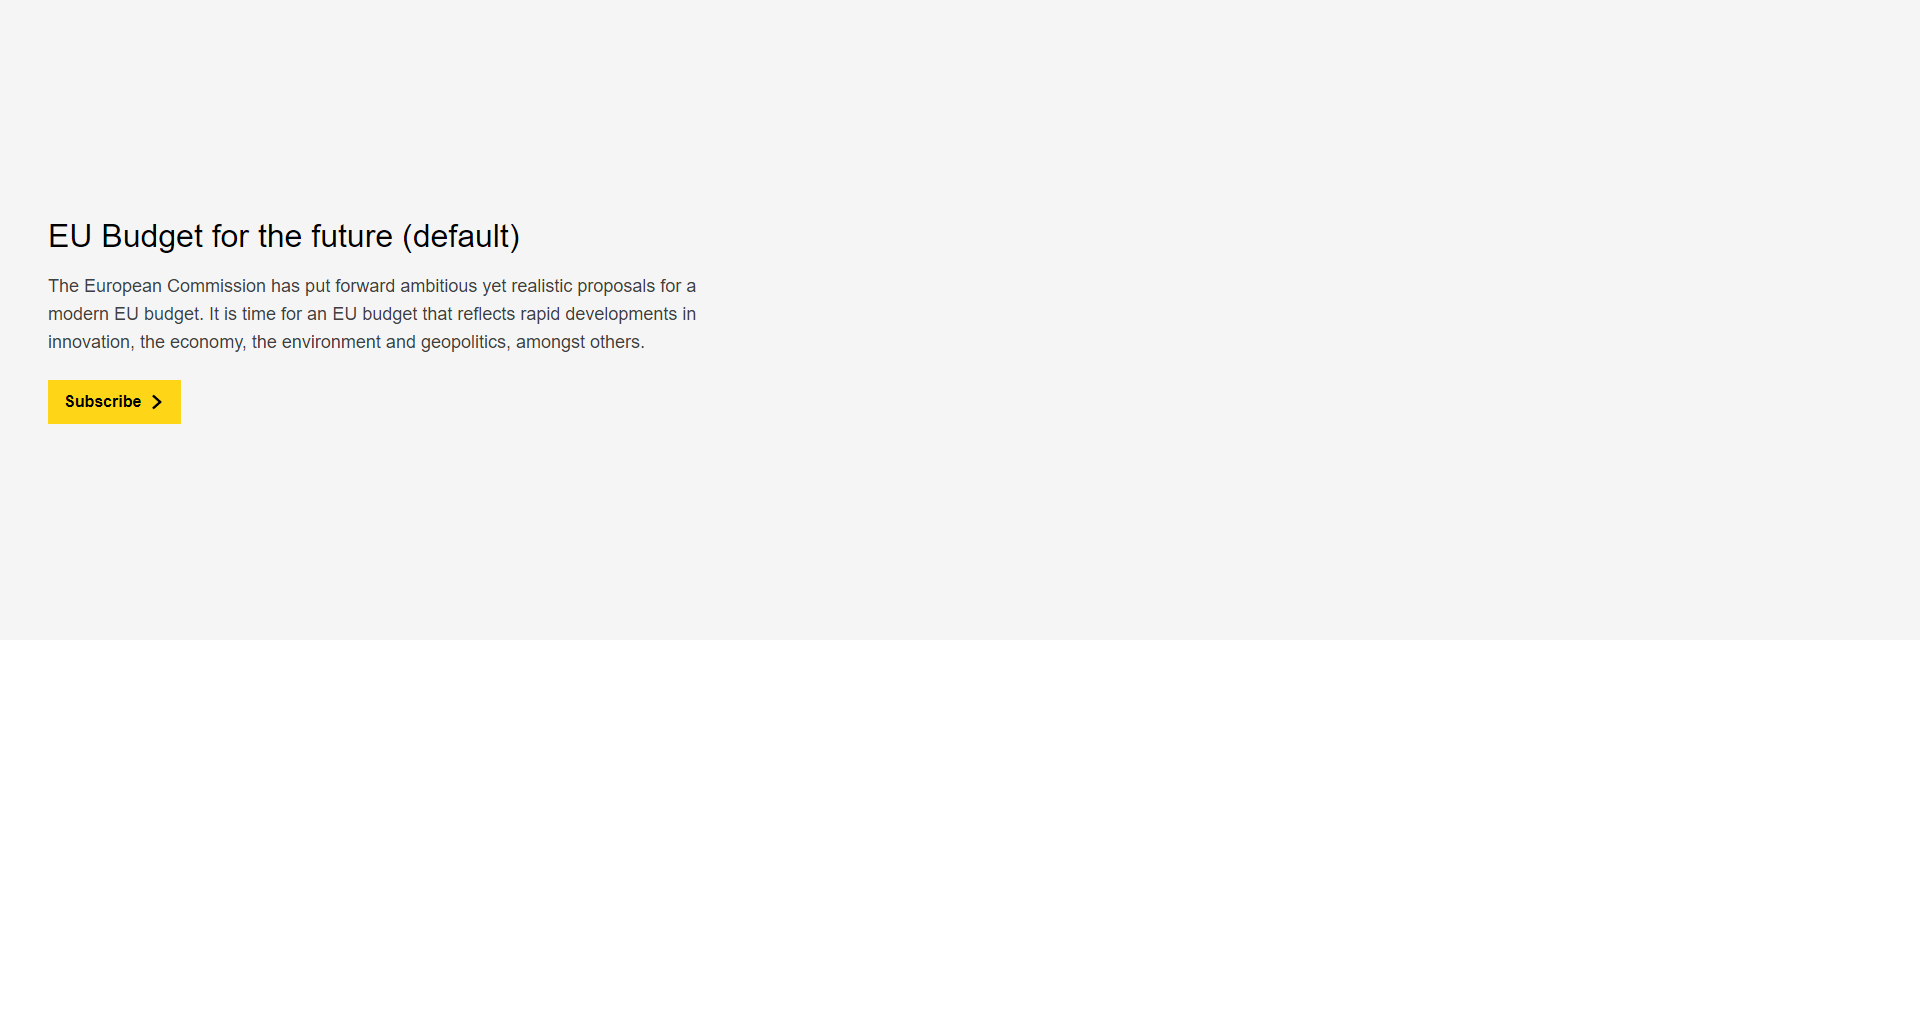 EU Budget for the future (default)
The European Commission has put forward ambitious yet realistic proposals for a
modern EU budget. It is time for an EU budget that reflects rapid developments in
innovation, the economy, the environment and geopolitics, amongst others.
Subscribe